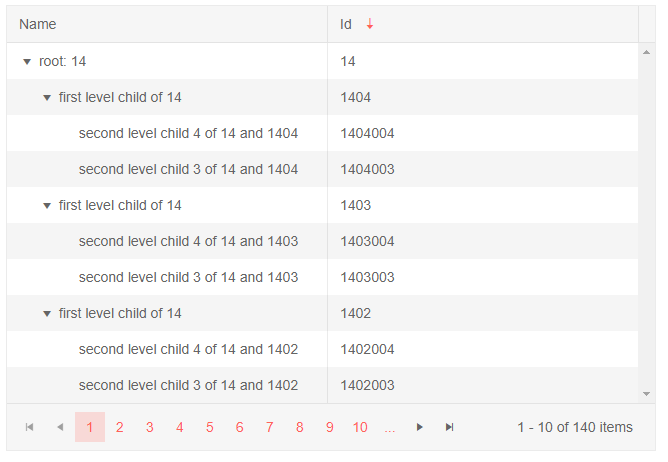 Name Id
root: 14 14
first level child of 14 1404
second level child 4 of 14 and 1404 1404004
second level child 3 of 14 and 1404 1404003
first level child of 14 1403
second level child 4 of 14 and 1403 1403004
second level child 3 of 14 and 1403 1403003
first level child of 14 1402
second level child 4 of 14 and 1402 1402004
second level child 3 of 14 and 1402 1402003
1 2 3 4 5 6 7 8 9 10 ... 1 - 10 of 140 items